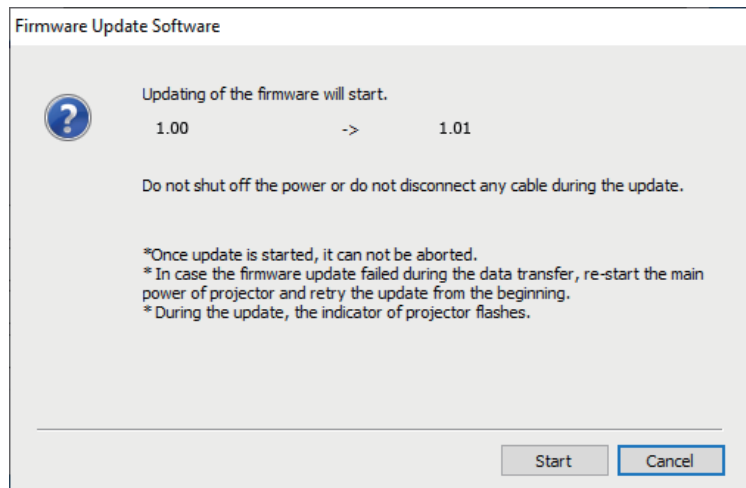 Firmware Update Software
Updating of the firmware will start.
1.00 -> 1.01
Do not shut off the power or do not disconnect any cable during the update.
*Once update is started, it can not be aborted.
* In case the firmware update failed during the data transfer, re-start the main
power of projector and retry the update from the beginning.
* During the update, the indicator of projector flashes.
Start Cancel